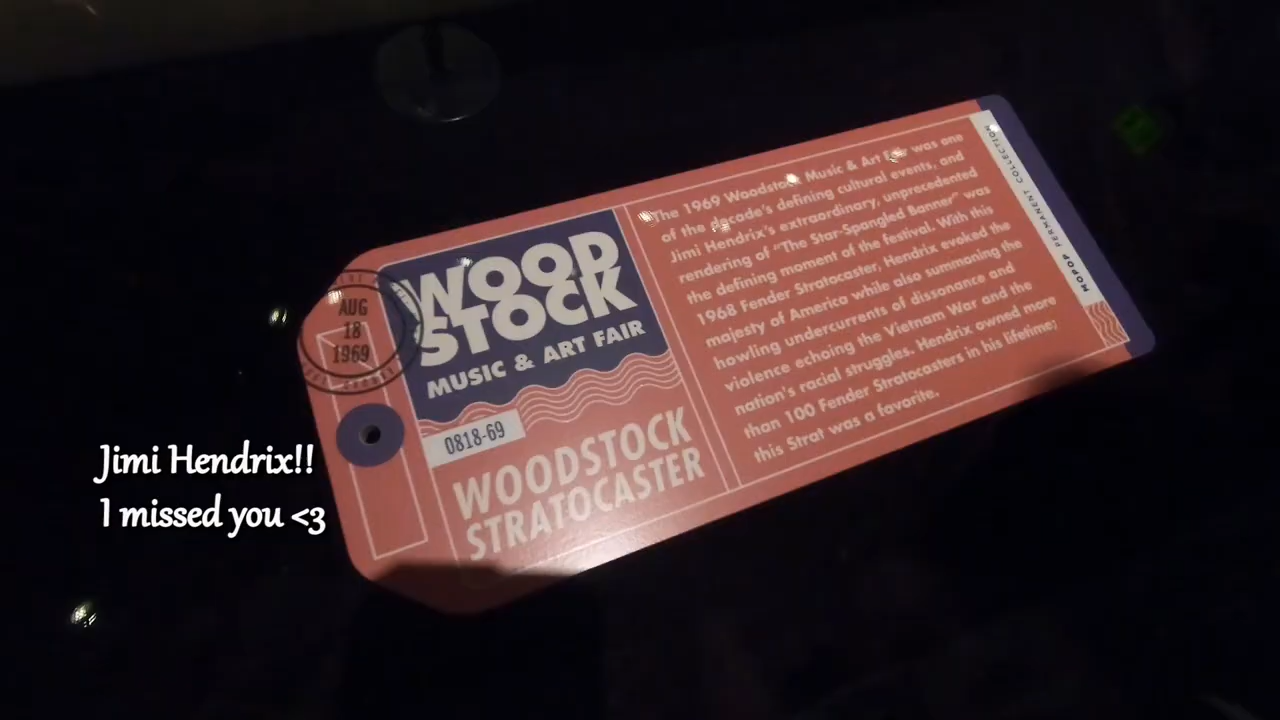 AUG
18
1969
WOOD
STOCK
MUSIC & ART FAIR
0818-69
WOODSTOCK
STRATOCASTER
The 1969 Woodstock Music & Art Fair was one
of the decade's defining cultural events, and
Jimi Hendrix's extraordinary, unprecedented
rendering of "The Star-Spangled Banner" was
the defining moment of the festival. With this
1968 Fender Stratocaster, Hendrix evoked the
majesty of America while also summoning the
howling undercurrents of dissonance and
violence echoing the Vietnam War and the
nation's racial struggles. Hendrix owned more
than 100 Fender Stratocasters in his lifetime;
this Strat was a favorite.
MOPOP PERMANENT COLLECTION
Jimi Hendrix!!
I missed you <3